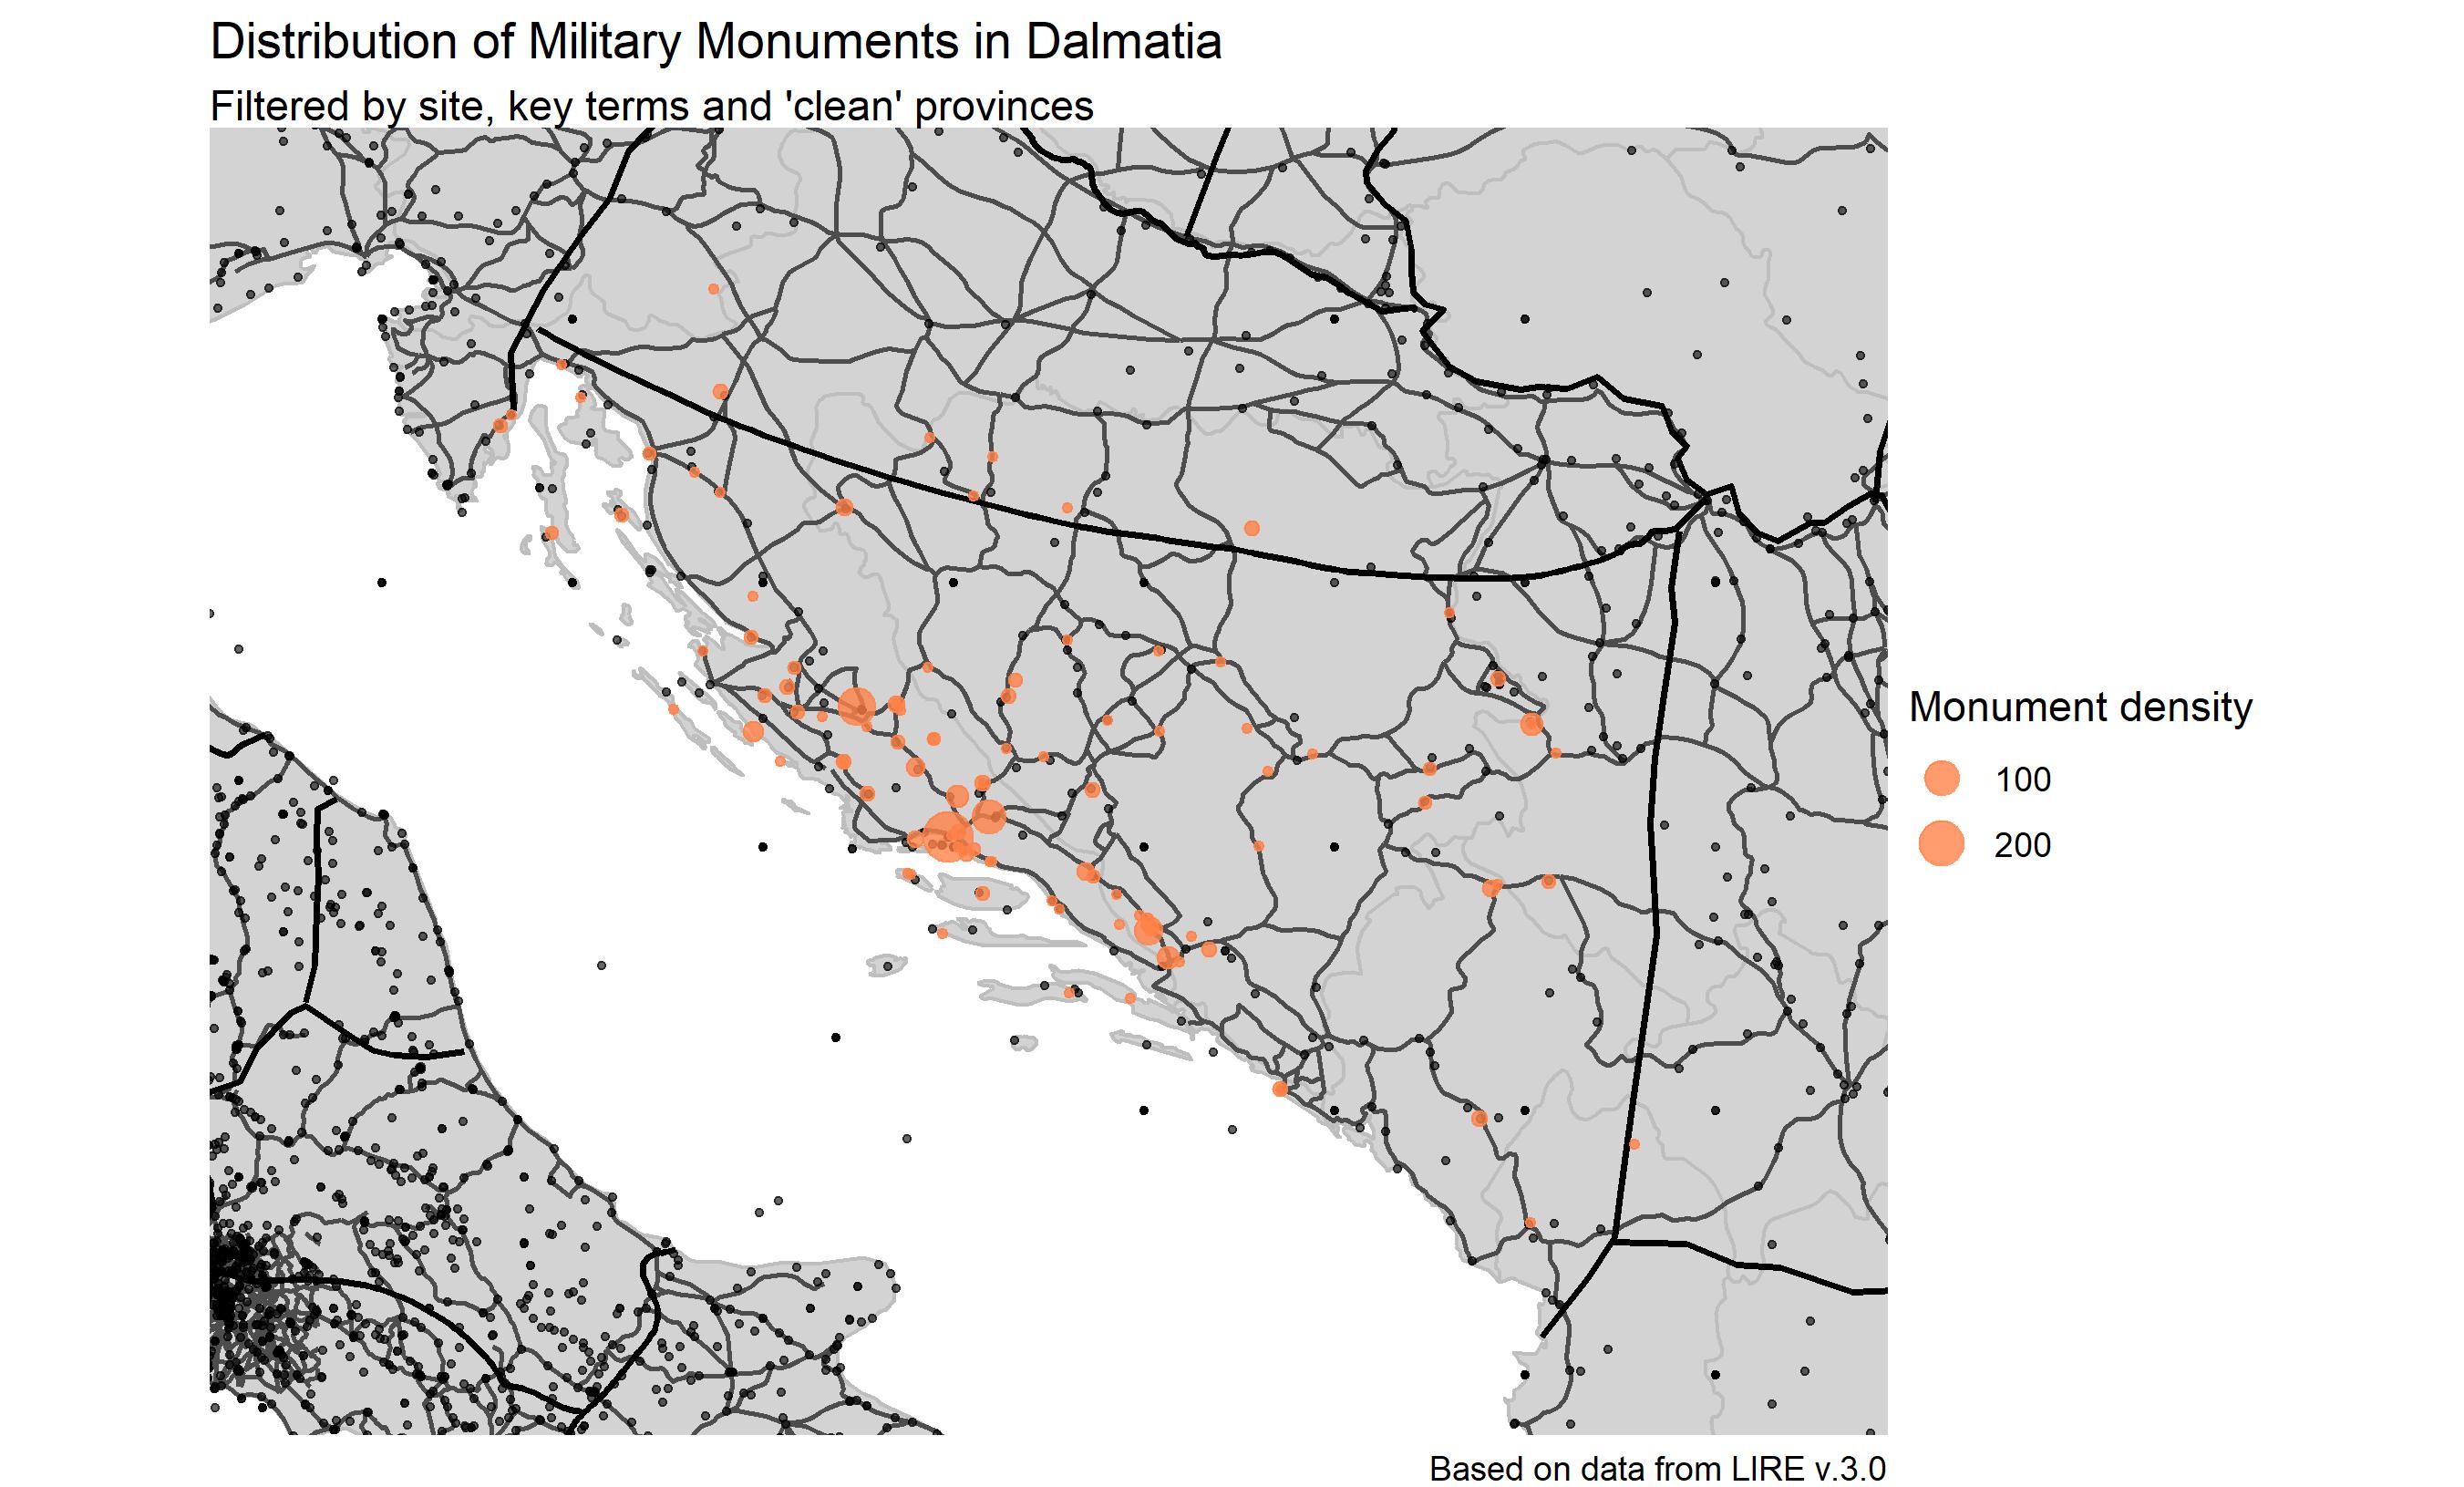 Distribution of Military Monuments in Dalmatia
Filtered by site, key terms and 'clean' provinces
Monument density
100
200
Based on data from LIRE v.3.0